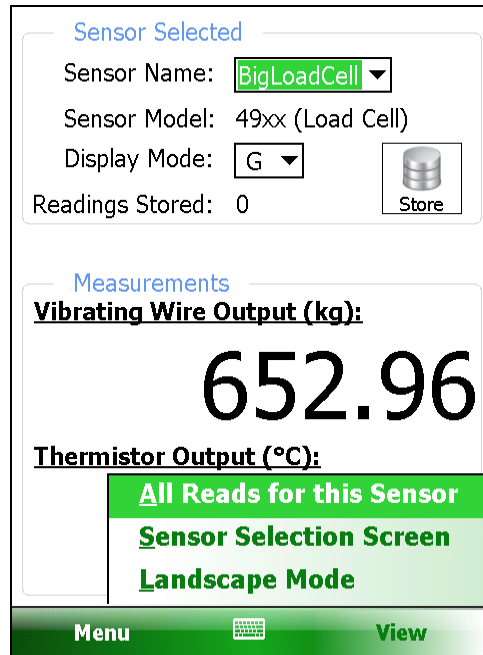 Sensor Selected
Sensor Name: BigLoadCell
Sensor Model: 49xx (Load Cell)
Display Mode: G
Readings Stored: 0
Store
Measurements
Vibrating Wire Output (kg):
652.96
Thermistor Output (°C):
All Reads for this Sensor
Sensor Selection Screen
Landscape Mode
Menu View